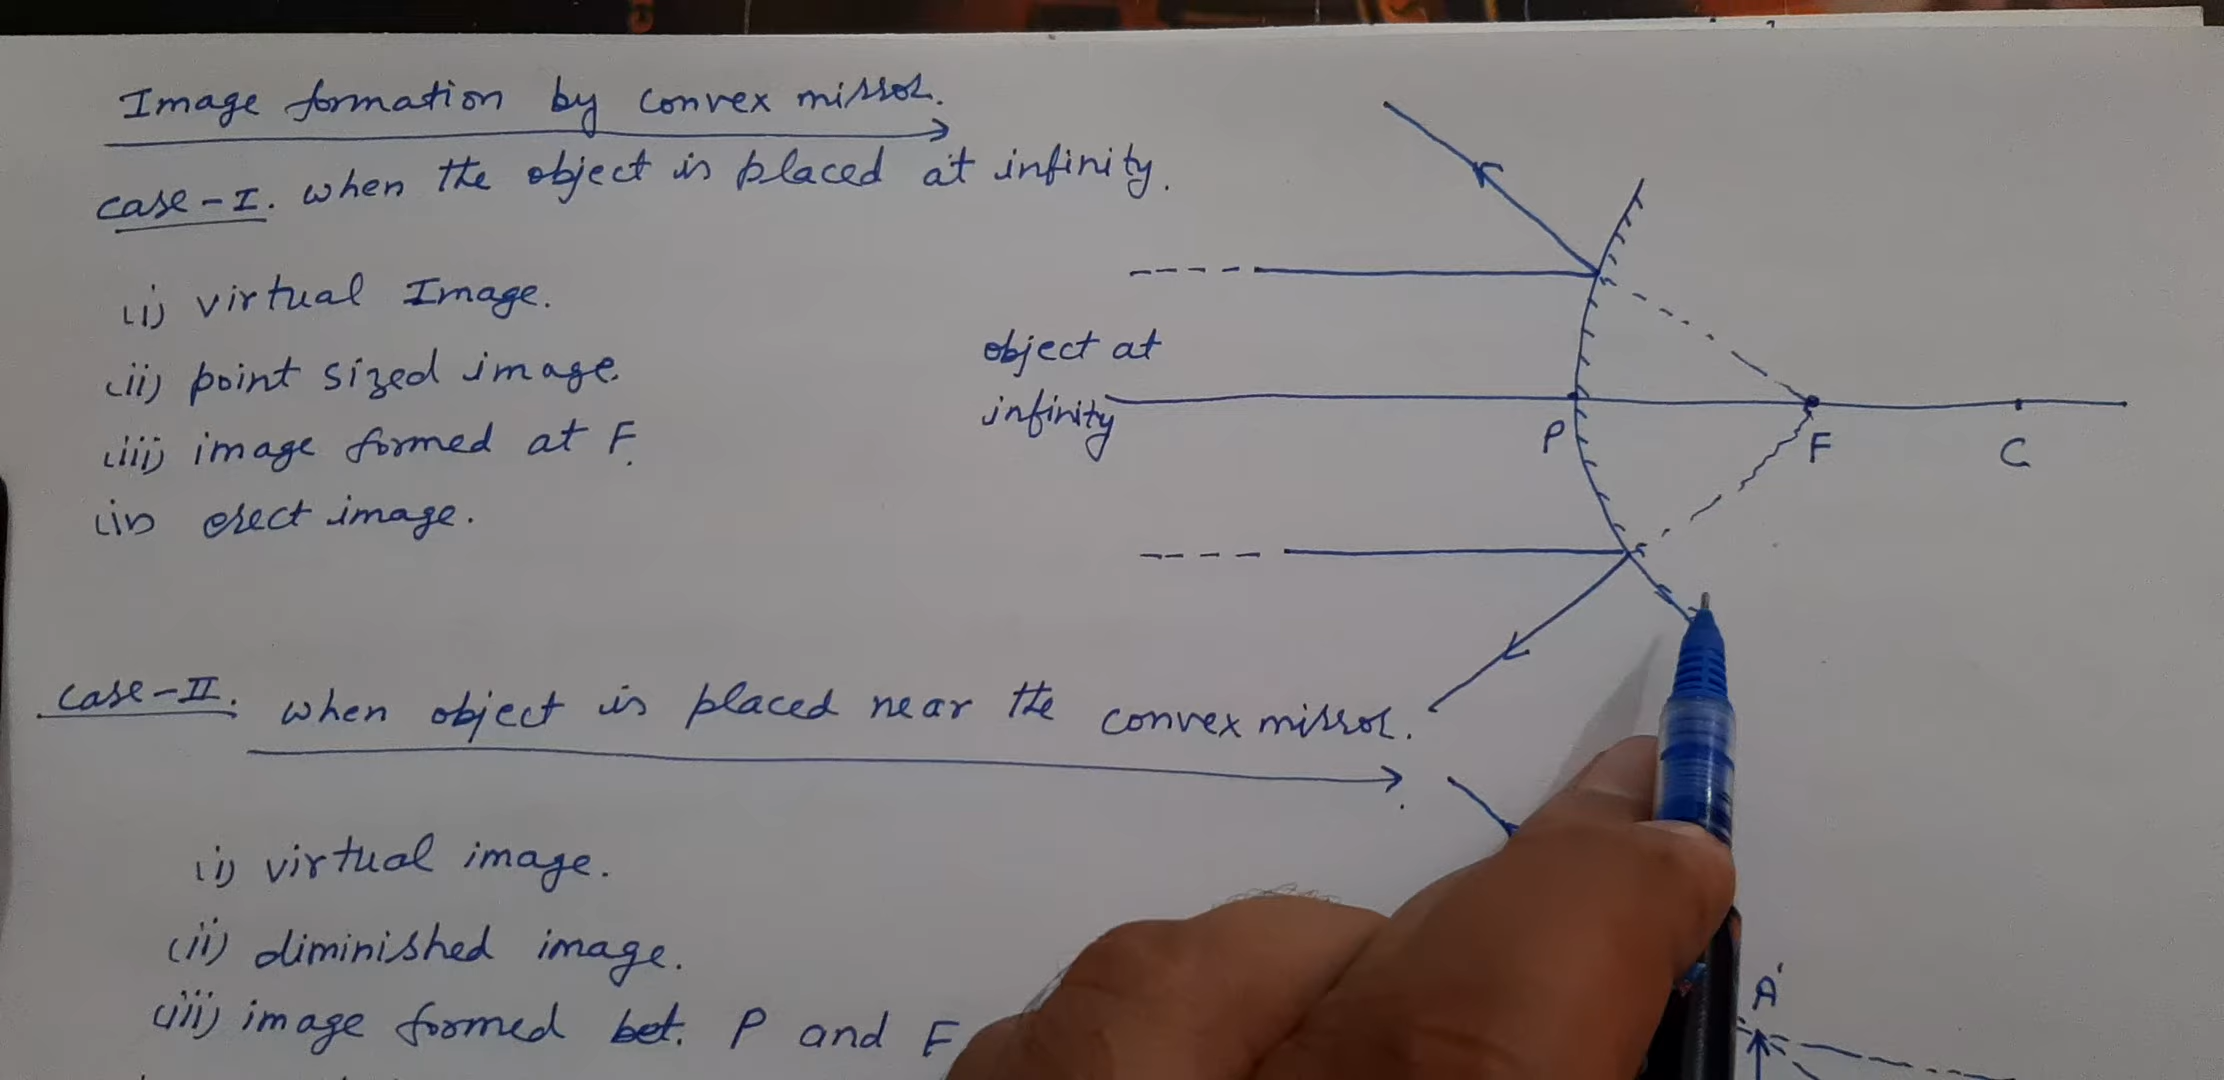 Image formation by convex mirror.
case-I. when the object is placed at infinity.
(i) virtual Image.
(ii) point sized image.
(iii) image formed at F.
(iv) erect image.
object at
infinity
P
F
C
case-II. when object is placed near the convex mirror.
(i) virtual image.
(ii) diminished image.
(iii) image formed bet. P and F
A'